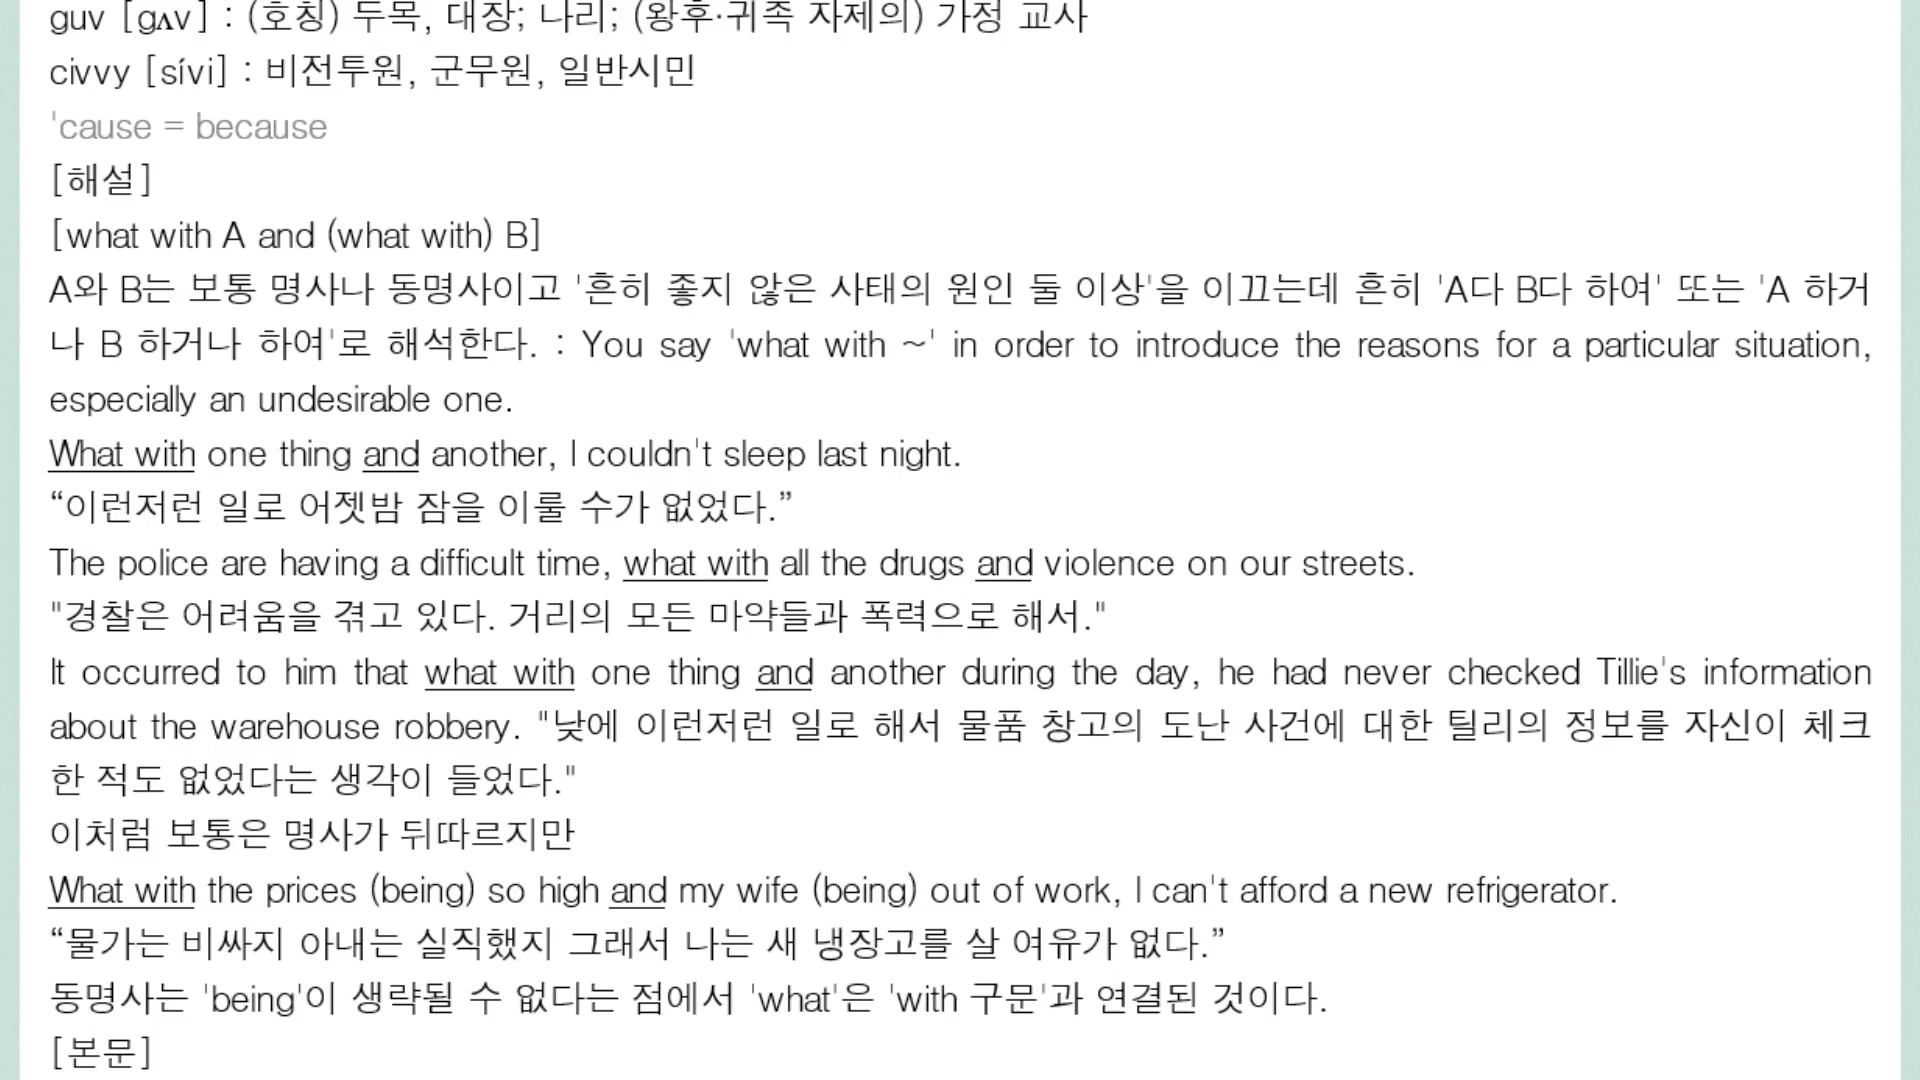 guv [gʌv] : (호칭) 두목, 대장; 나리; (왕후·귀족 자제의) 가정 교사
civvy [sívi] : 비전투원, 군무원, 일반시민
'cause = because
[해설]
[what with A and (what with) B]
A와 B는 보통 명사나 동명사이고 '흔히 좋지 않은 사태의 원인 둘 이상'을 이끄는데 흔히 'A다 B다 하여' 또는 'A 하거
나 B 하거나 하여'로 해석한다. : You say 'what with ~' in order to introduce the reasons for a particular situation,
especially an undesirable one.
What with one thing and another, I couldn't sleep last night.
“이런저런 일로 어젯밤 잠을 이룰 수가 없었다.”
The police are having a difficult time, what with all the drugs and violence on our streets.
"경찰은 어려움을 겪고 있다. 거리의 모든 마약들과 폭력으로 해서."
It occurred to him that what with one thing and another during the day, he had never checked Tillie's information
about the warehouse robbery. "낮에 이런저런 일로 해서 물품 창고의 도난 사건에 대한 틸리의 정보를 자신이 체크
한 적도 없었다는 생각이 들었다."
이처럼 보통은 명사가 뒤따르지만
What with the prices (being) so high and my wife (being) out of work, I can't afford a new refrigerator.
“물가는 비싸지 아내는 실직했지 그래서 나는 새 냉장고를 살 여유가 없다.”
동명사는 'being'이 생략될 수 없다는 점에서 'what'은 'with 구문'과 연결된 것이다.
[본문]